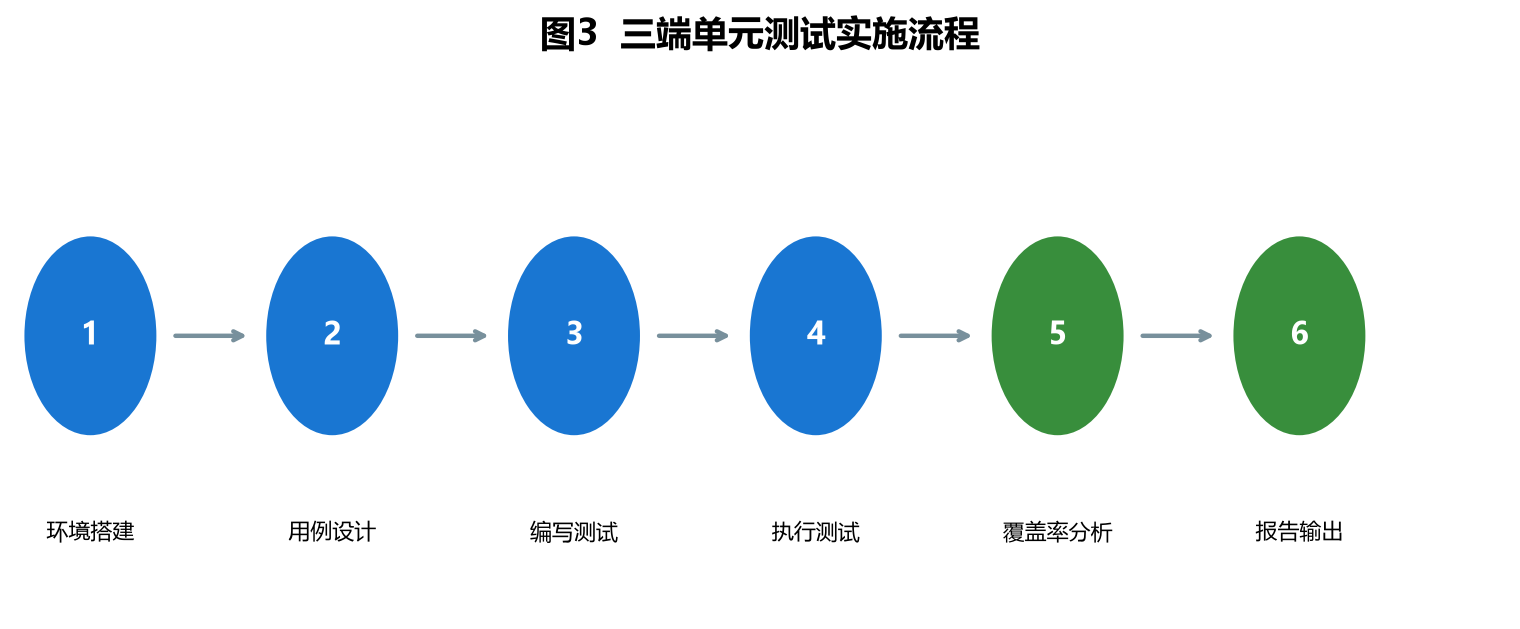 图3 三端单元测试实施流程
1
2
3
4
5
6
环境搭建
用例设计
编写测试
执行测试
覆盖率分析
报告输出